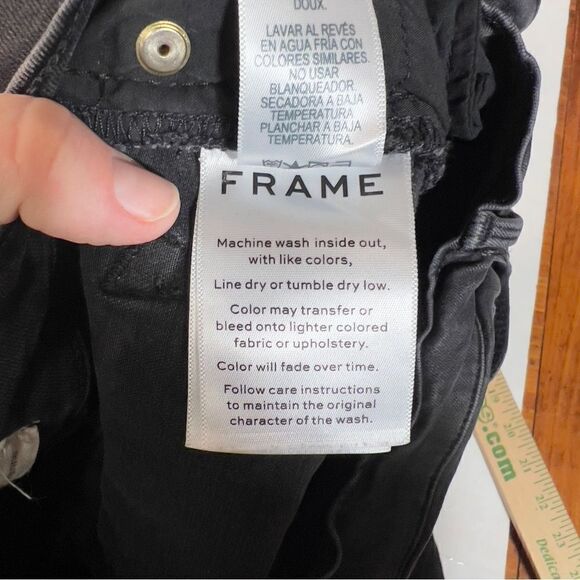 DOUX.
LAVAR AL REVÉS
EN AGUA FRÍA CON
COLORES SIMILARES.
NO USAR
BLANQUEADOR.
SECADORA A BAJA
TEMPERATURA
PLANCHAR A BAJA
TEMPERATURA.
FRAME
Machine wash inside out,
with like colors,
Line dry or tumble dry low.
Color may transfer or
bleed onto lighter colored
fabric or upholstery.
Color will fade over time.
Follow care instructions
to maintain the original
character of the wash.
.com
Dedic